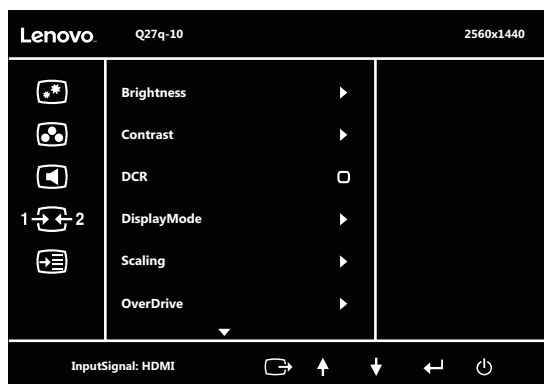 Lenovo. Q27q-10 2560x1440
Brightness
Contrast
DCR
1 2 DisplayMode
Scaling
OverDrive
InputSignal: HDMI